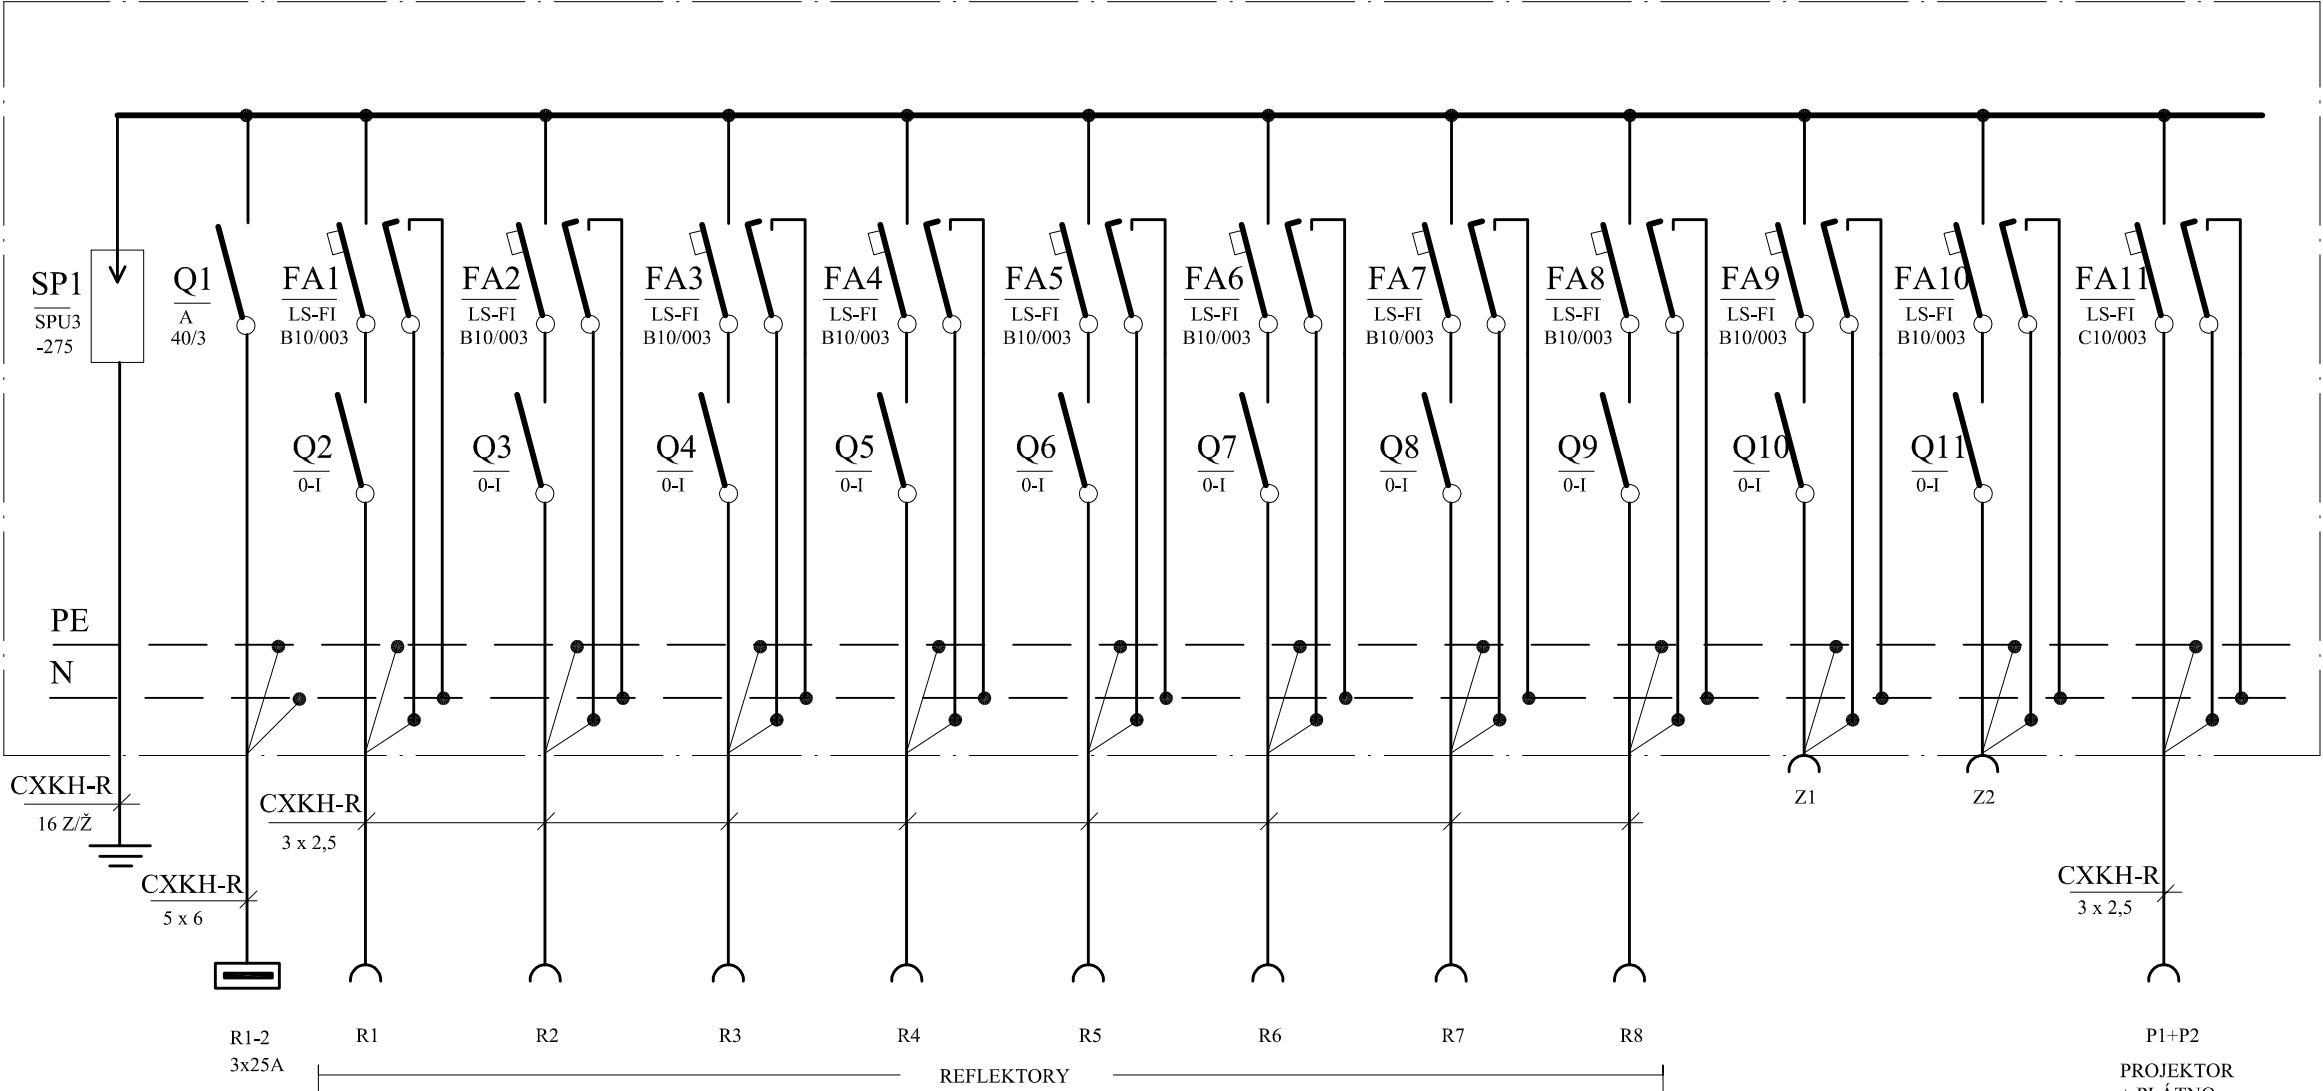 SP1
SPU3
-275
Q1
A
40/3
FA1
LS-FI
B10/003
FA2
LS-FI
B10/003
FA3
LS-FI
B10/003
FA4
LS-FI
B10/003
FA5
LS-FI
B10/003
FA6
LS-FI
B10/003
FA7
LS-FI
B10/003
FA8
LS-FI
B10/003
FA9
LS-FI
B10/003
FA10
LS-FI
B10/003
FA11
LS-FI
C10/003
Q2
0-I
Q3
0-I
Q4
0-I
Q5
0-I
Q6
0-I
Q7
0-I
Q8
0-I
Q9
0-I
Q10
0-I
Q11
0-I
PE
N
CXKH-R
16 Z/Ž
CXKH-R
3 x 2,5
Z1
Z2
CXKH-R
5 x 6
CXKH-R
3 x 2,5
R1-2
3x25A
R1
R2
R3
R4
R5
R6
R7
R8
P1+P2
REFLEKTORY
PROJEKTOR
+ PLÁTNO